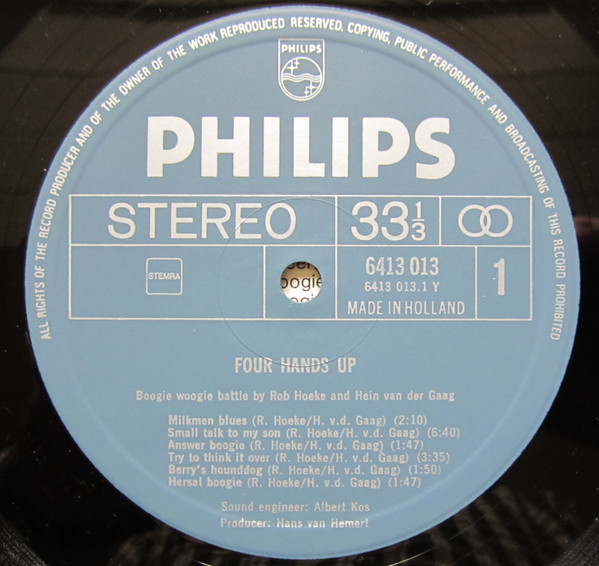 ALL RIGHTS OF THE RECORD PRODUCER AND OF THE OWNER OF THE WORK REPRODUCED RESERVED, COPYING, PUBLIC PERFORMANCE AND BROADCASTING OF THIS RECORD PROHIBITED
PHILIPS
PHILIPS
STEREO 33 1/3
STEMRA
boogie
6413 013 1
6413 013.1 Y
MADE IN HOLLAND
FOUR HANDS UP
Boogie woogie battle by Rob Hoeke and Hein van der Gaag
Milkmen blues (R. Hoeke/H. v.d. Gaag) (2:10)
Small talk to my son (R. Hoeke/H. v.d. Gaag) (6:40)
Answer boogie (R. Hoeke/H. v.d. Gaag) (1:47)
Try to think it over (R. Hoeke/H. v.d. Gaag) (3:35)
Berry's hounddog (R. Hoeke/H. v.d. Gaag) (1:50)
Hersal boogie (R. Hoeke/H. v.d. Gaag) (1:47)
Sound engineer: Albert Kos
Producer: Hans van Hemert